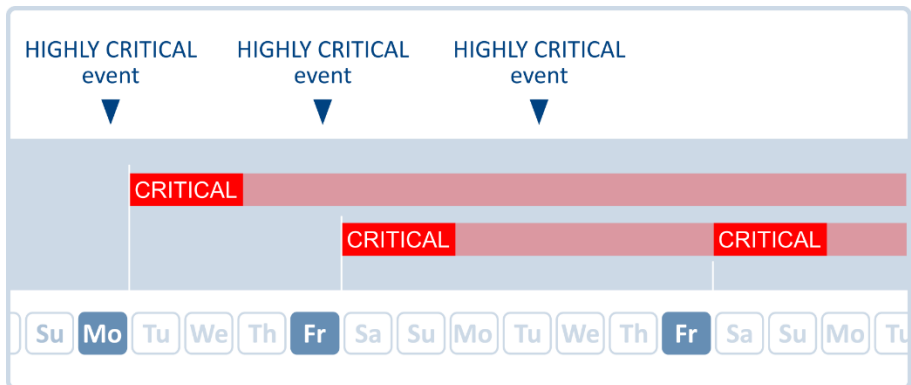 HIGHLY CRITICAL
event
HIGHLY CRITICAL
event
HIGHLY CRITICAL
event
CRITICAL
CRITICAL
CRITICAL
Su Mo Tu We Th Fr Sa Su Mo Tu We Th Fr Sa Su Mo Tu